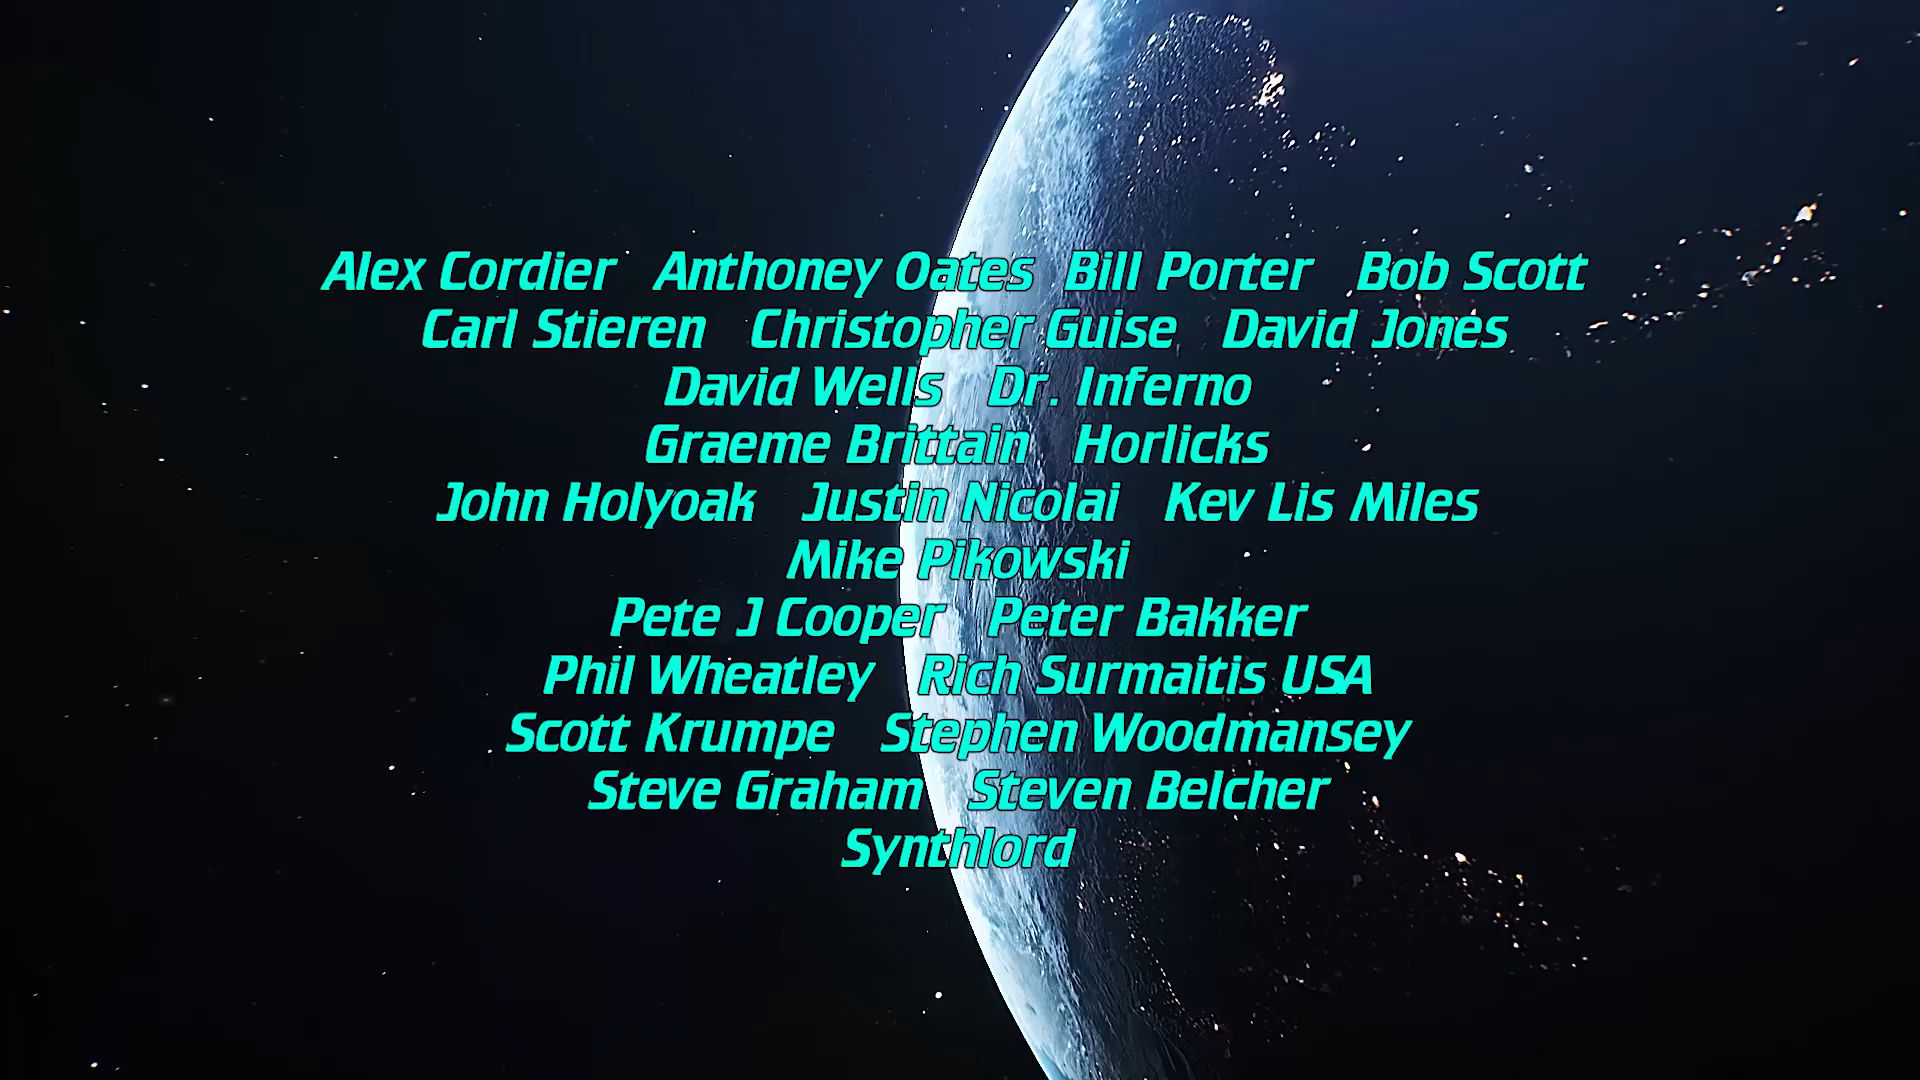 Alex Cordier Anthoney Oates Bill Porter Bob Scott
Carl Stieren Christopher Guise David Jones
David Wells Dr. Inferno
Graeme Brittain Horlicks
John Holyoak Justin Nicolai Kev Lis Miles
Mike Pikowski
Pete J Cooper Peter Bakker
Phil Wheatley Rich Surmaitis USA
Scott Krumpe Stephen Woodmansey
Steve Graham Steven Belcher
Synthlord